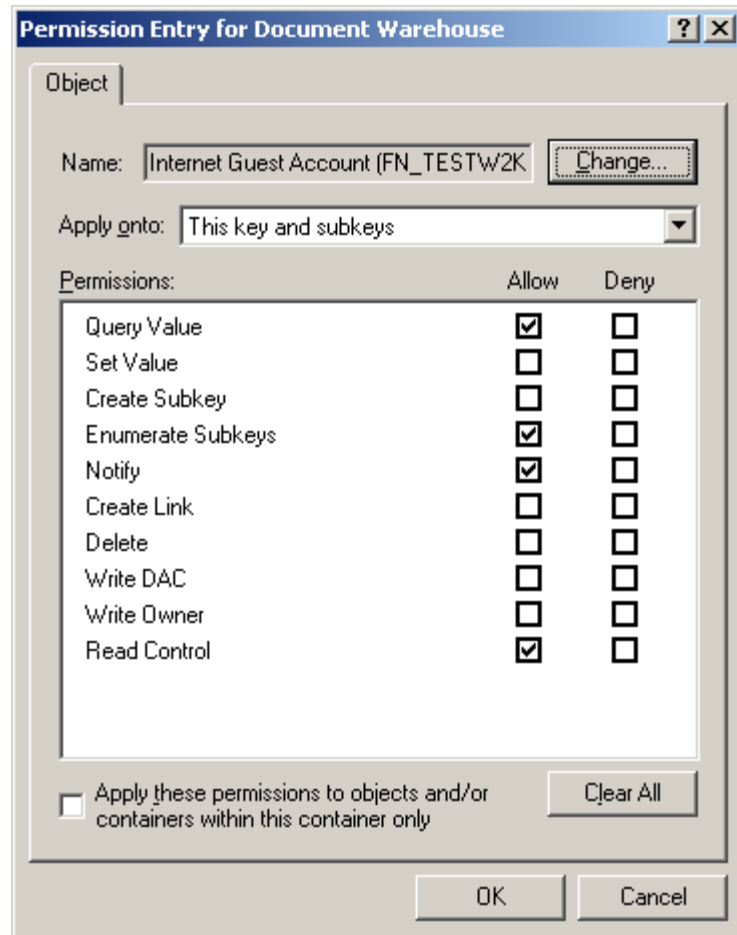 Permission Entry for Document Warehouse
Object
Name: Internet Guest Account (FN_TESTW2K Change...
Apply onto: This key and subkeys
Permissions: Allow Deny
Query Value
Set Value
Create Subkey
Enumerate Subkeys
Notify
Create Link
Delete
Write DAC
Write Owner
Read Control
Apply these permissions to objects and/or
containers within this container only
Clear All
OK Cancel